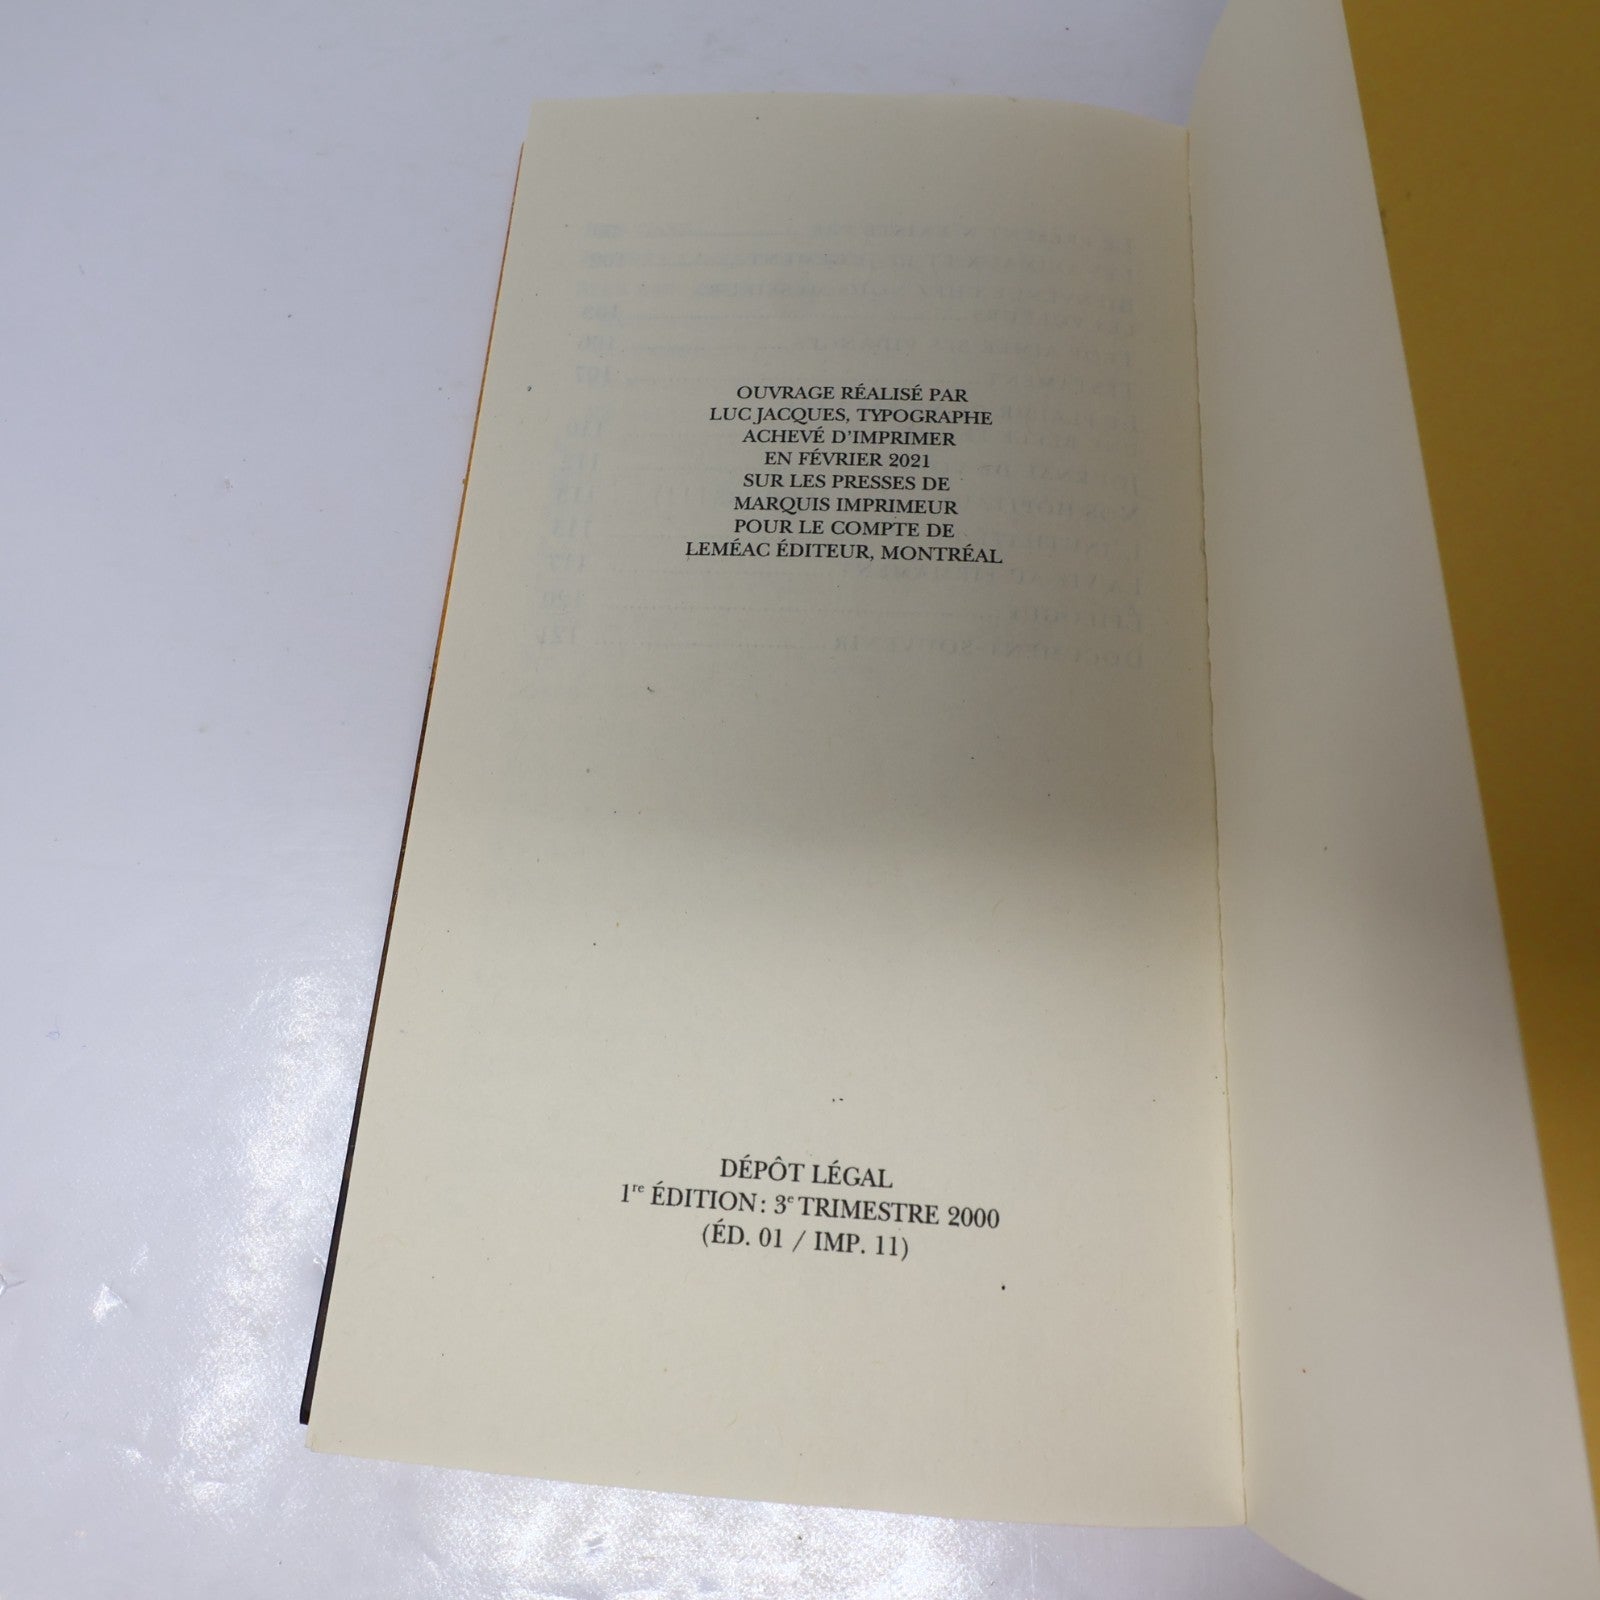 OUVRAGE RÉALISÉ PAR
LUC JACQUES, TYPOGRAPHE
ACHEVÉ D'IMPRIMER
EN FÉVRIER 2021
SUR LES PRESSES DE
MARQUIS IMPRIMEUR
POUR LE COMPTE DE
LEMÉAC ÉDITEUR, MONTRÉAL
DÉPÔT LÉGAL
1re ÉDITION : 3e TRIMESTRE 2000
(ÉD. 01 / IMP. 11)